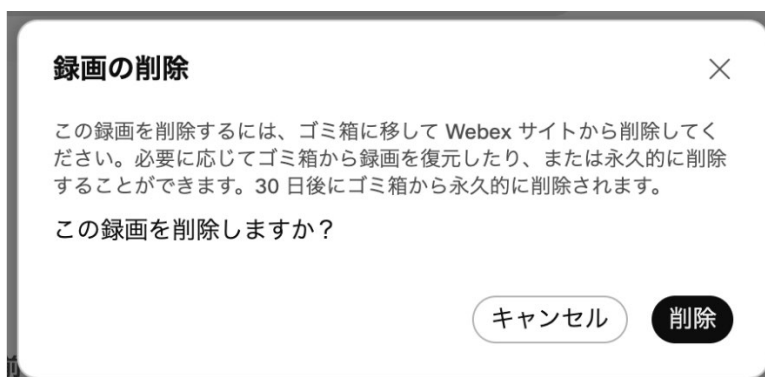 録画の削除
この録画を削除するには、ゴミ箱に移して Webex サイトから削除してく
ださい。必要に応じてゴミ箱から録画を復元したり、または永久的に削除
することができます。30 日後にゴミ箱から永久的に削除されます。
この録画を削除しますか？
キャンセル 削除